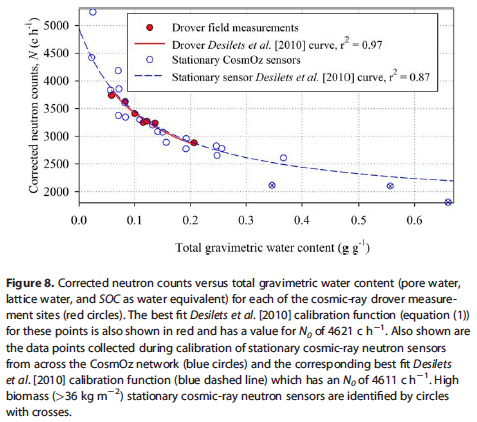 Drover field measurements
Drover Desilets et al. [2010] curve, r² = 0.97
Stationary CosmOz sensors
Stationary sensor Desilets et al. [2010] curve, r² = 0.87
Corrected neutron counts, N (c h⁻¹)
5000
4500
4000
3500
3000
2500
2000
0.0 0.1 0.2 0.3 0.4 0.5 0.6
Total gravimetric water content (g g⁻¹)
Figure 8. Corrected neutron counts versus total gravimetric water content (pore water,
lattice water, and SOC as water equivalent) for each of the cosmic-ray drover measure-
ment sites (red circles). The best fit Desilets et al. [2010] calibration function (equation (1))
for these points is also shown in red and has a value for N₀ of 4621 c h⁻¹. Also shown are
the data points collected during calibration of stationary cosmic-ray neutron sensors
from across the CosmOz network (blue circles) and the corresponding best fit Desilets
et al. [2010] calibration function (blue dashed line) which has an N₀ of 4611 c h⁻¹. High
biomass (>36 kg m⁻²) stationary cosmic-ray neutron sensors are identified by circles
with crosses.